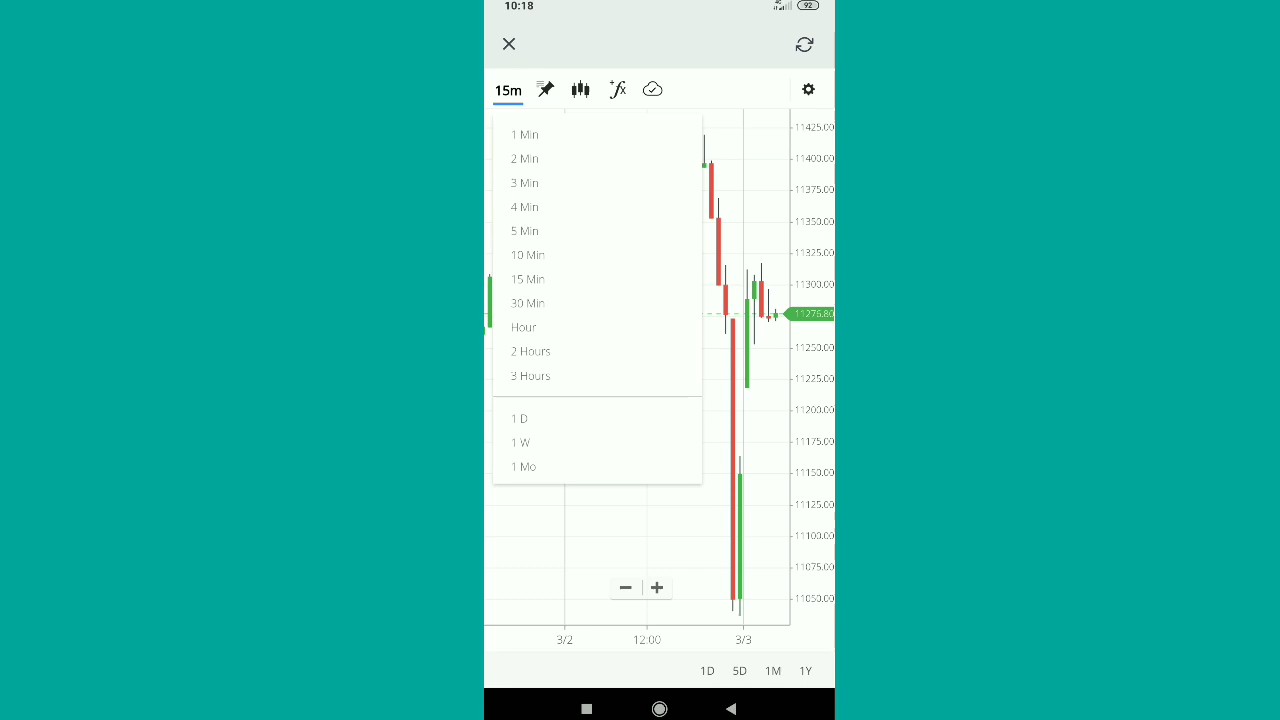 10:18
4G
92
15m
+fx
1 Min
2 Min
3 Min
4 Min
5 Min
10 Min
15 Min
30 Min
Hour
2 Hours
3 Hours
1 D
1 W
1 Mo
11425.00
11400.00
11375.00
11350.00
11325.00
11300.00
11276.80
11250.00
11225.00
11200.00
11175.00
11150.00
11125.00
11100.00
11075.00
11050.00
− +
3/2 12:00 3/3
1D 5D 1M 1Y